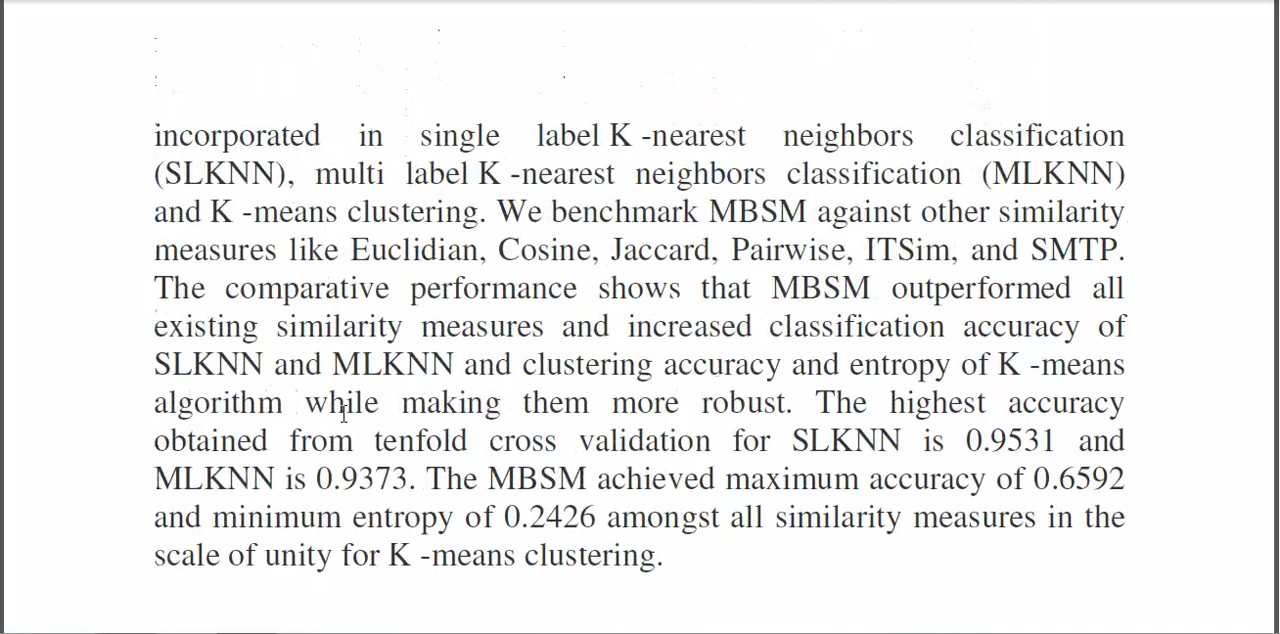 incorporated in single label K -nearest neighbors classification
(SLKNN), multi label K -nearest neighbors classification (MLKNN)
and K -means clustering. We benchmark MBSM against other similarity
measures like Euclidian, Cosine, Jaccard, Pairwise, ITSim, and SMTP.
The comparative performance shows that MBSM outperformed all
existing similarity measures and increased classification accuracy of
SLKNN and MLKNN and clustering accuracy and entropy of K -means
algorithm while making them more robust. The highest accuracy
obtained from tenfold cross validation for SLKNN is 0.9531 and
MLKNN is 0.9373. The MBSM achieved maximum accuracy of 0.6592
and minimum entropy of 0.2426 amongst all similarity measures in the
scale of unity for K -means clustering.